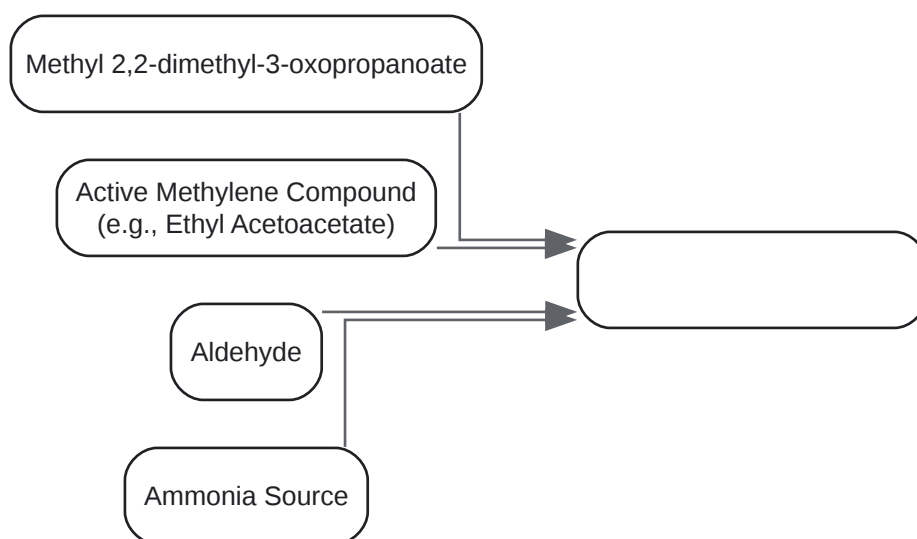 Methyl 2,2-dimethyl-3-oxopropanoate
Active Methylene Compound
(e.g., Ethyl Acetoacetate)
Aldehyde
Ammonia Source